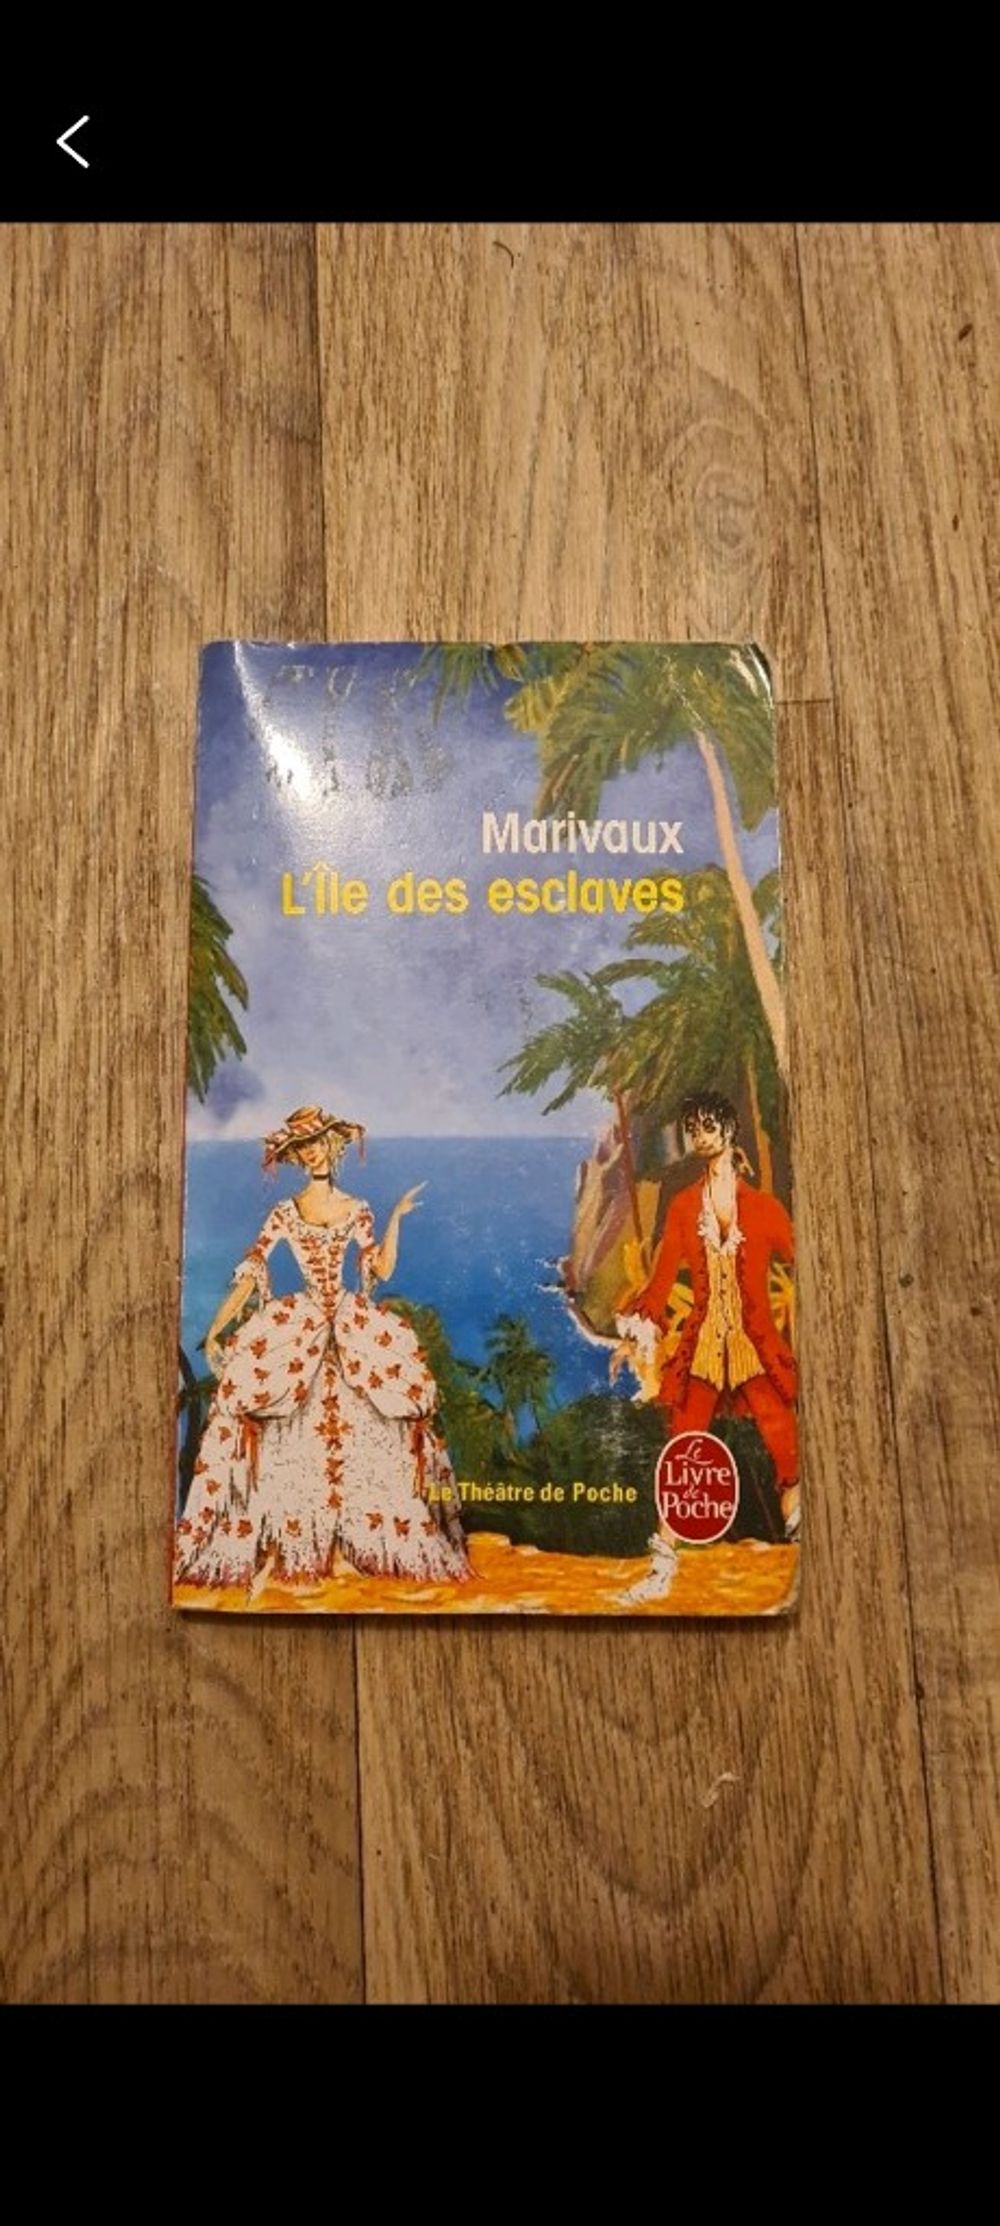 Marivaux
L'Île des esclaves
Le Théâtre de Poche
Le
Livre
de
Poche